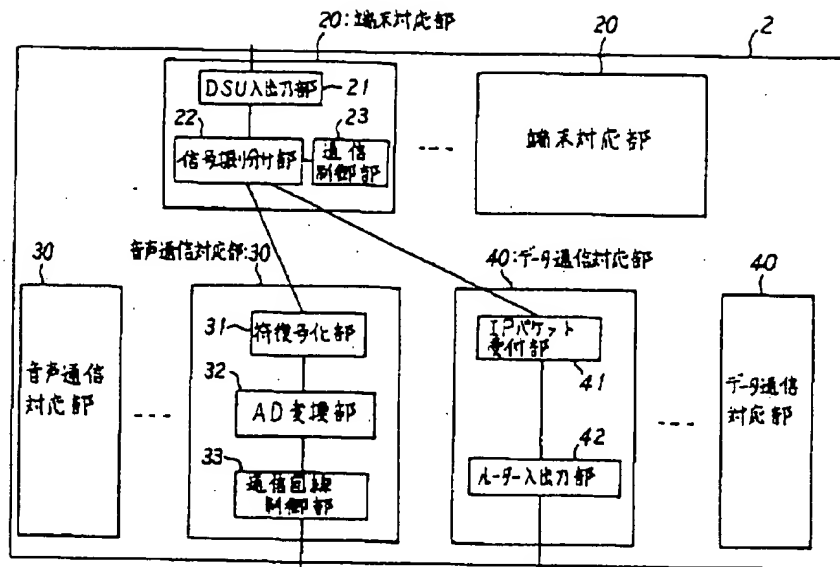 20:端末対応部
20
2
DSU入出力部
21
22
23
信号振り分け部
通信
制御部
---
端末対応部
30
音声通信対応部:30
40:データ通信対応部
40
音声通信
対応部
---
31
符復号化部
32
AD変換部
33
通信回線
制御部
IPパケット
受付部
41
42
ルーター入出力部
---
データ通信
対応部